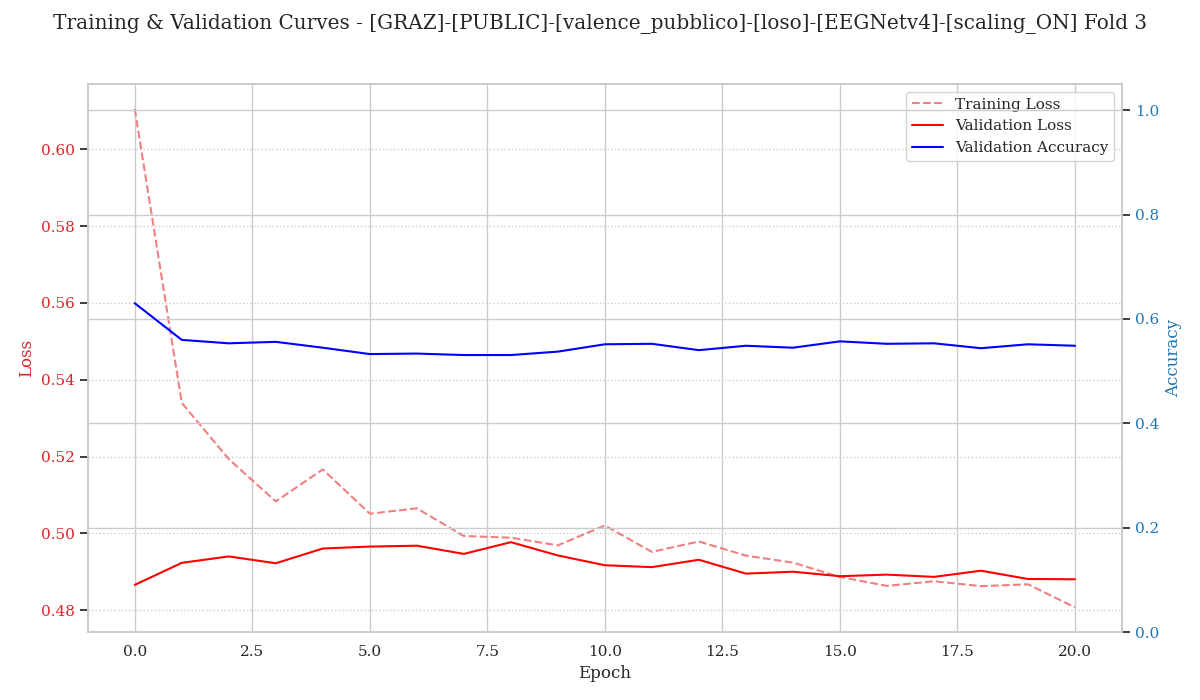 Training & Validation Curves - [GRAZ]-[PUBLIC]-[valence_pubblico]-[loso]-[EEGNetv4]-[scaling_ON] Fold 3
Training Loss
Validation Loss
Validation Accuracy
Loss
0.60
0.58
0.56
0.54
0.52
0.50
0.48
1.0
0.8
0.6
0.4
0.2
0.0
Accuracy
0.0 2.5 5.0 7.5 10.0 12.5 15.0 17.5 20.0
Epoch